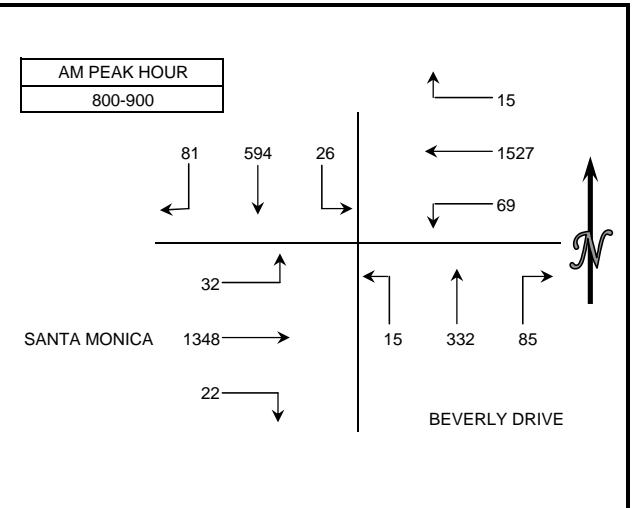 AM PEAK HOUR
800-900
15
81 594 26
1527
69
N
32
SANTA MONICA 1348
15 332 85
22
BEVERLY DRIVE